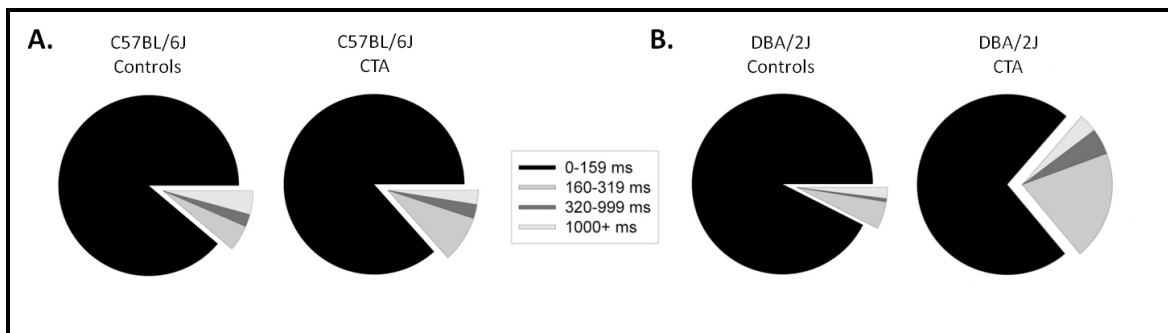 A.
C57BL/6J
Controls
C57BL/6J
CTA
0-159 ms
160-319 ms
320-999 ms
1000+ ms
B.
DBA/2J
Controls
DBA/2J
CTA